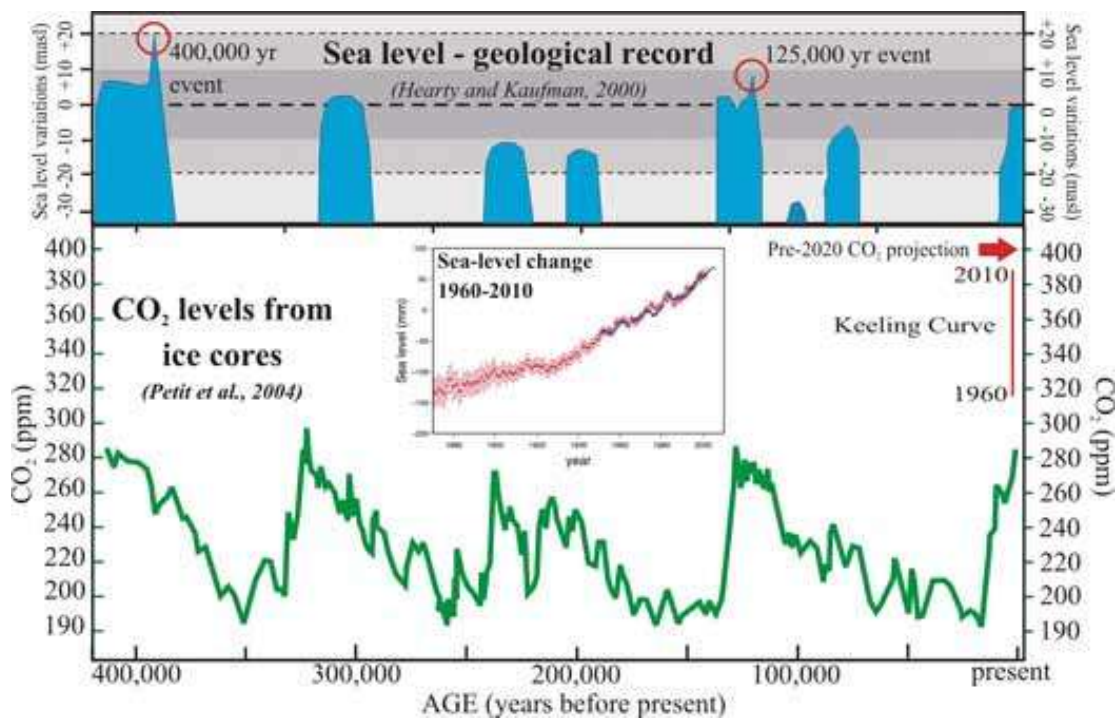 Sea level variations (masl)
+20
+10
0
-10
-20
-30
400,000 yr
event
Sea level - geological record
(Hearty and Kaufman, 2000)
125,000 yr event
+20
+10
0
-10
-20
-30
Sea level variations (masl)
400
380
360
340
320
300
280
260
240
220
200
190
CO₂ (ppm)
CO₂ levels from
ice cores
(Petit et al., 2004)
Sea-level change
1960-2010
Sea level (mm)
year
Pre-2020 CO₂ projection
2010
Keeling Curve
1960
400
380
360
340
320
300
280
260
240
220
200
190
CO₂ (ppm)
400,000
300,000
200,000
100,000
present
AGE (years before present)